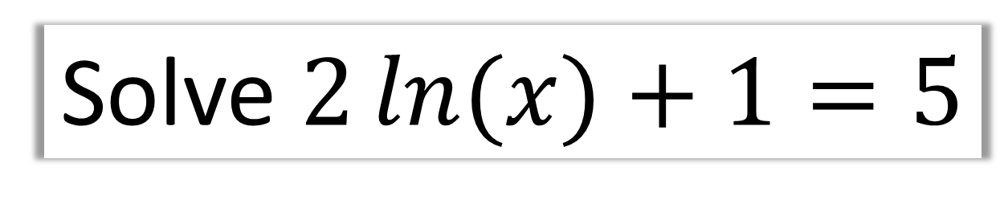 Solve 2 ln(x) + 1 = 5